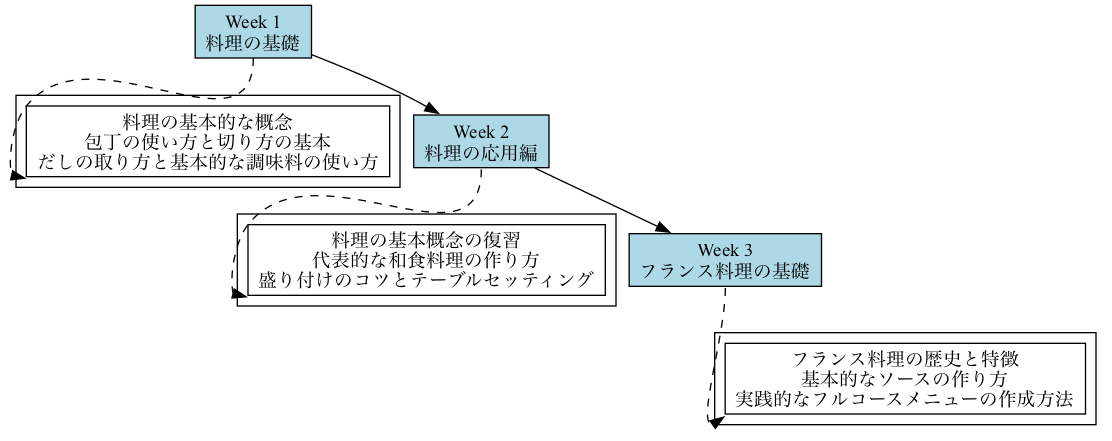 Week 1
料理の基礎
料理の基本的な概念
包丁の使い方と切り方の基本
だしの取り方と基本的な調味料の使い方
Week 2
料理の応用編
料理の基本概念の復習
代表的な和食料理の作り方
盛り付けのコツとテーブルセッティング
Week 3
フランス料理の基礎
フランス料理の歴史と特徴
基本的なソースの作り方
実践的なフルコースメニューの作成方法